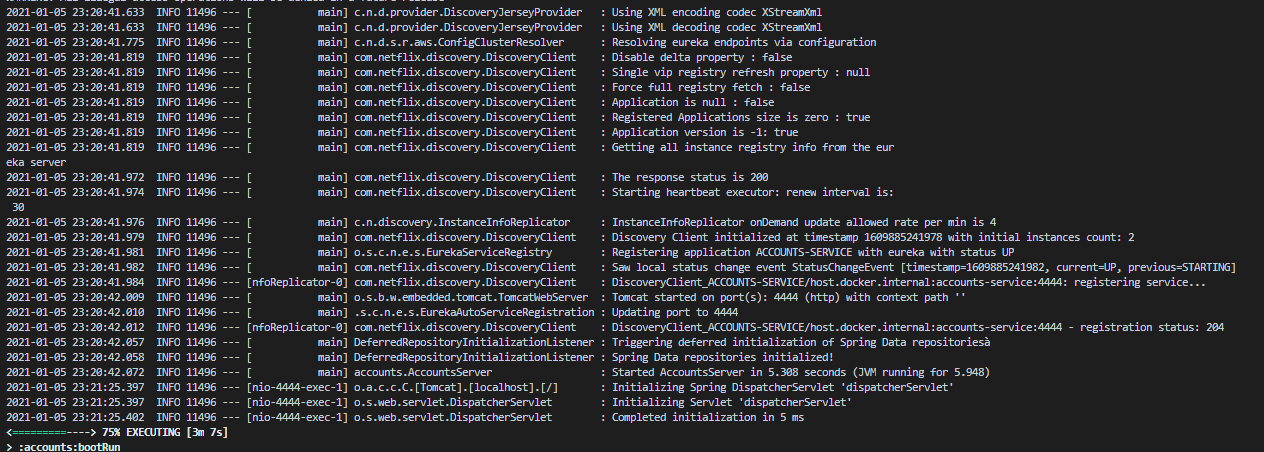 2021-01-05 23:20:41.633  INFO 11496 --- [           main] c.n.d.provider.DiscoveryJerseyProvider   : Using XML encoding codec XStreamXml
2021-01-05 23:20:41.633  INFO 11496 --- [           main] c.n.d.provider.DiscoveryJerseyProvider   : Using XML decoding codec XStreamXml
2021-01-05 23:20:41.775  INFO 11496 --- [           main] c.n.d.s.r.aws.ConfigClusterResolver      : Resolving eureka endpoints via configuration
2021-01-05 23:20:41.819  INFO 11496 --- [           main] com.netflix.discovery.DiscoveryClient    : Disable delta property : false
2021-01-05 23:20:41.819  INFO 11496 --- [           main] com.netflix.discovery.DiscoveryClient    : Single vip registry refresh property : null
2021-01-05 23:20:41.819  INFO 11496 --- [           main] com.netflix.discovery.DiscoveryClient    : Force full registry fetch : false
2021-01-05 23:20:41.819  INFO 11496 --- [           main] com.netflix.discovery.DiscoveryClient    : Application is null : false
2021-01-05 23:20:41.819  INFO 11496 --- [           main] com.netflix.discovery.DiscoveryClient    : Registered Applications size is zero : true
2021-01-05 23:20:41.819  INFO 11496 --- [           main] com.netflix.discovery.DiscoveryClient    : Application version is -1: true
2021-01-05 23:20:41.819  INFO 11496 --- [           main] com.netflix.discovery.DiscoveryClient    : Getting all instance registry info from the eur
eka server
2021-01-05 23:20:41.972  INFO 11496 --- [           main] com.netflix.discovery.DiscoveryClient    : The response status is 200
2021-01-05 23:20:41.974  INFO 11496 --- [           main] com.netflix.discovery.DiscoveryClient    : Starting heartbeat executor: renew interval is:
 30
2021-01-05 23:20:41.976  INFO 11496 --- [           main] c.n.discovery.InstanceInfoReplicator     : InstanceInfoReplicator onDemand update allowed rate per min is 4
2021-01-05 23:20:41.979  INFO 11496 --- [           main] com.netflix.discovery.DiscoveryClient    : Discovery Client initialized at timestamp 1609885241978 with initial instances count: 2
2021-01-05 23:20:41.981  INFO 11496 --- [           main] o.s.c.n.e.s.EurekaServiceRegistry        : Registering application ACCOUNTS-SERVICE with eureka with status UP
2021-01-05 23:20:41.982  INFO 11496 --- [           main] com.netflix.discovery.DiscoveryClient    : Saw local status change event StatusChangeEvent [timestamp=1609885241982, current=UP, previous=STARTING]
2021-01-05 23:20:41.984  INFO 11496 --- [nfoReplicator-0] com.netflix.discovery.DiscoveryClient    : DiscoveryClient_ACCOUNTS-SERVICE/host.docker.internal:accounts-service:4444: registering service...
2021-01-05 23:20:42.009  INFO 11496 --- [           main] o.s.b.w.embedded.tomcat.TomcatWebServer  : Tomcat started on port(s): 4444 (http) with context path ''
2021-01-05 23:20:42.010  INFO 11496 --- [           main] .s.c.n.e.s.EurekaAutoServiceRegistration : Updating port to 4444
2021-01-05 23:20:42.012  INFO 11496 --- [nfoReplicator-0] com.netflix.discovery.DiscoveryClient    : DiscoveryClient_ACCOUNTS-SERVICE/host.docker.internal:accounts-service:4444 - registration status: 204
2021-01-05 23:20:42.057  INFO 11496 --- [           main] DeferredRepositoryInitializationListener : Triggering deferred initialization of Spring Data repositoriesà
2021-01-05 23:20:42.058  INFO 11496 --- [           main] DeferredRepositoryInitializationListener : Spring Data repositories initialized!
2021-01-05 23:20:42.072  INFO 11496 --- [           main] accounts.AccountsServer                  : Started AccountsServer in 5.308 seconds (JVM running for 5.948)
2021-01-05 23:21:25.397  INFO 11496 --- [nio-4444-exec-1] o.a.c.c.C.[Tomcat].[localhost].[/]       : Initializing Spring DispatcherServlet 'dispatcherServlet'
2021-01-05 23:21:25.397  INFO 11496 --- [nio-4444-exec-1] o.s.web.servlet.DispatcherServlet        : Initializing Servlet 'dispatcherServlet'
2021-01-05 23:21:25.402  INFO 11496 --- [nio-4444-exec-1] o.s.web.servlet.DispatcherServlet        : Completed initialization in 5 ms
<=========----> 75% EXECUTING [3m 7s]
> :accounts:bootRun